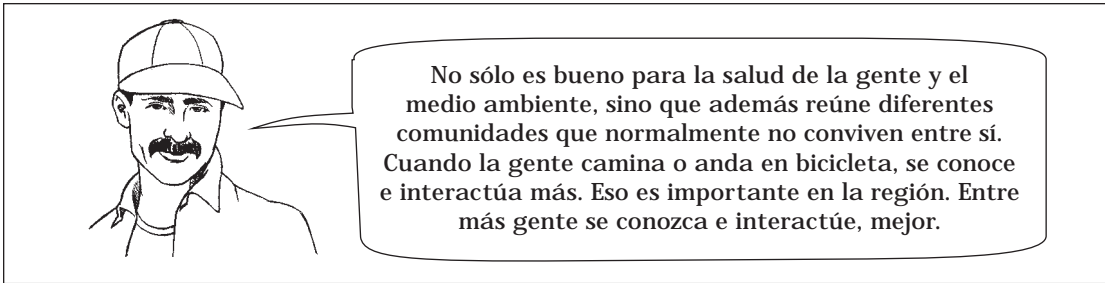 No sólo es bueno para la salud de la gente y el
medio ambiente, sino que además reúne diferentes
comunidades que normalmente no conviven entre sí.
Cuando la gente camina o anda en bicicleta, se conoce
e interactúa más. Eso es importante en la región. Entre
más gente se conozca e interactúe, mejor.